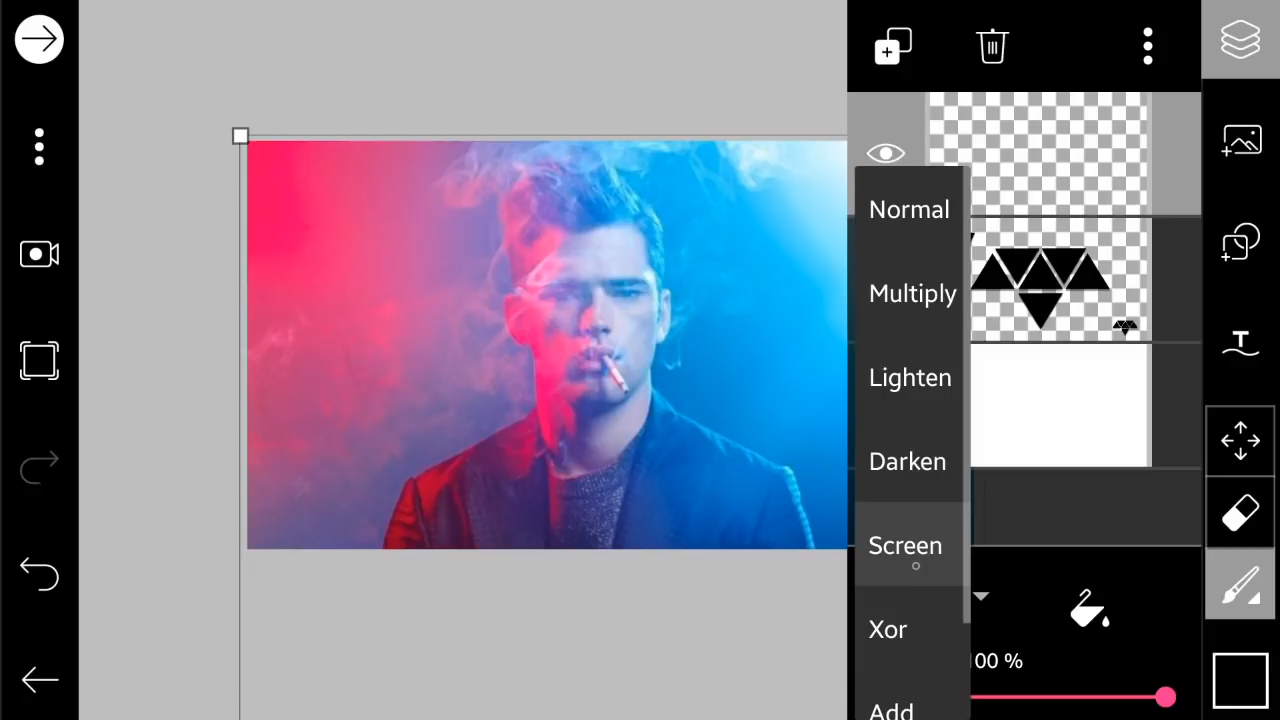 Normal
Multiply
Lighten
Darken
Screen
Xor
00 %
Add
T